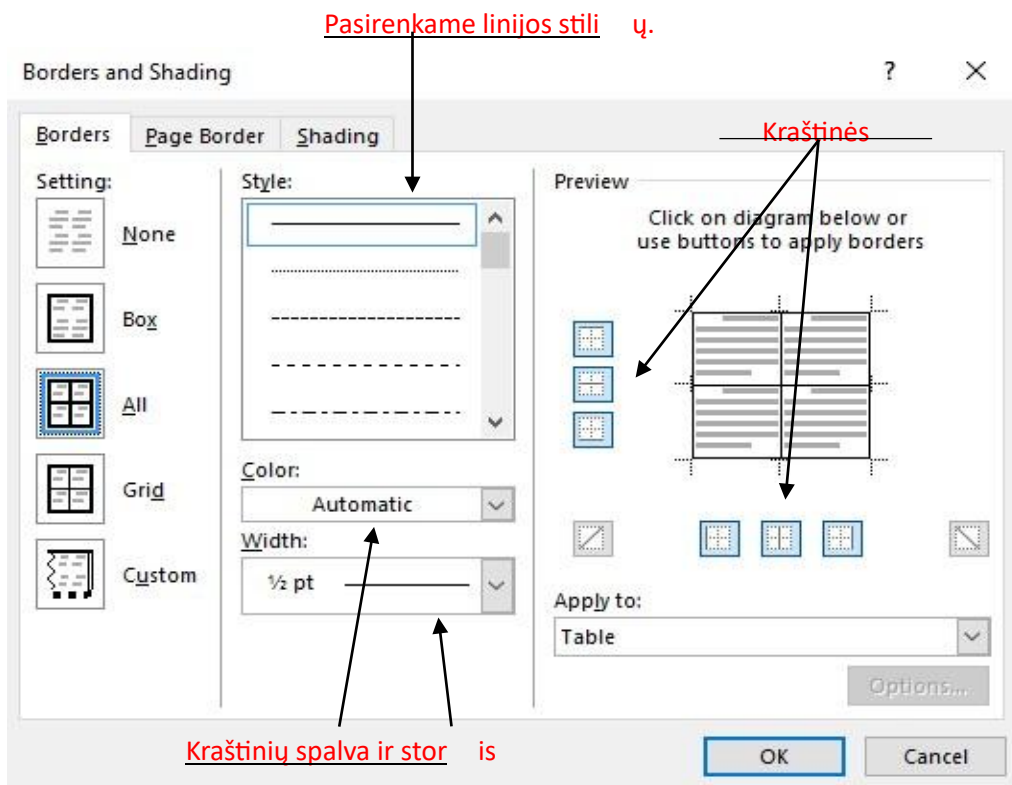 Pasirenkame linijos stili ų.
Borders and Shading ?
Borders Page Border Shading
Kraštinės
Setting:
None
Box
All
Grid
Custom
Style:
Color:
Automatic
Width:
½ pt
Preview
Click on diagram below or
use buttons to apply borders
Apply to:
Table
Options...
Kraštinių spalva ir stor is
OK Cancel